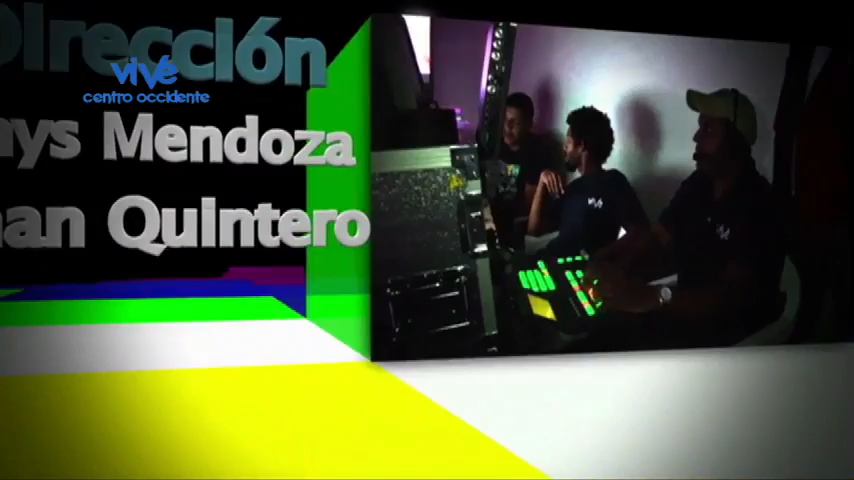 Dirección
vive
centro occidente
Mendoza
Quintero